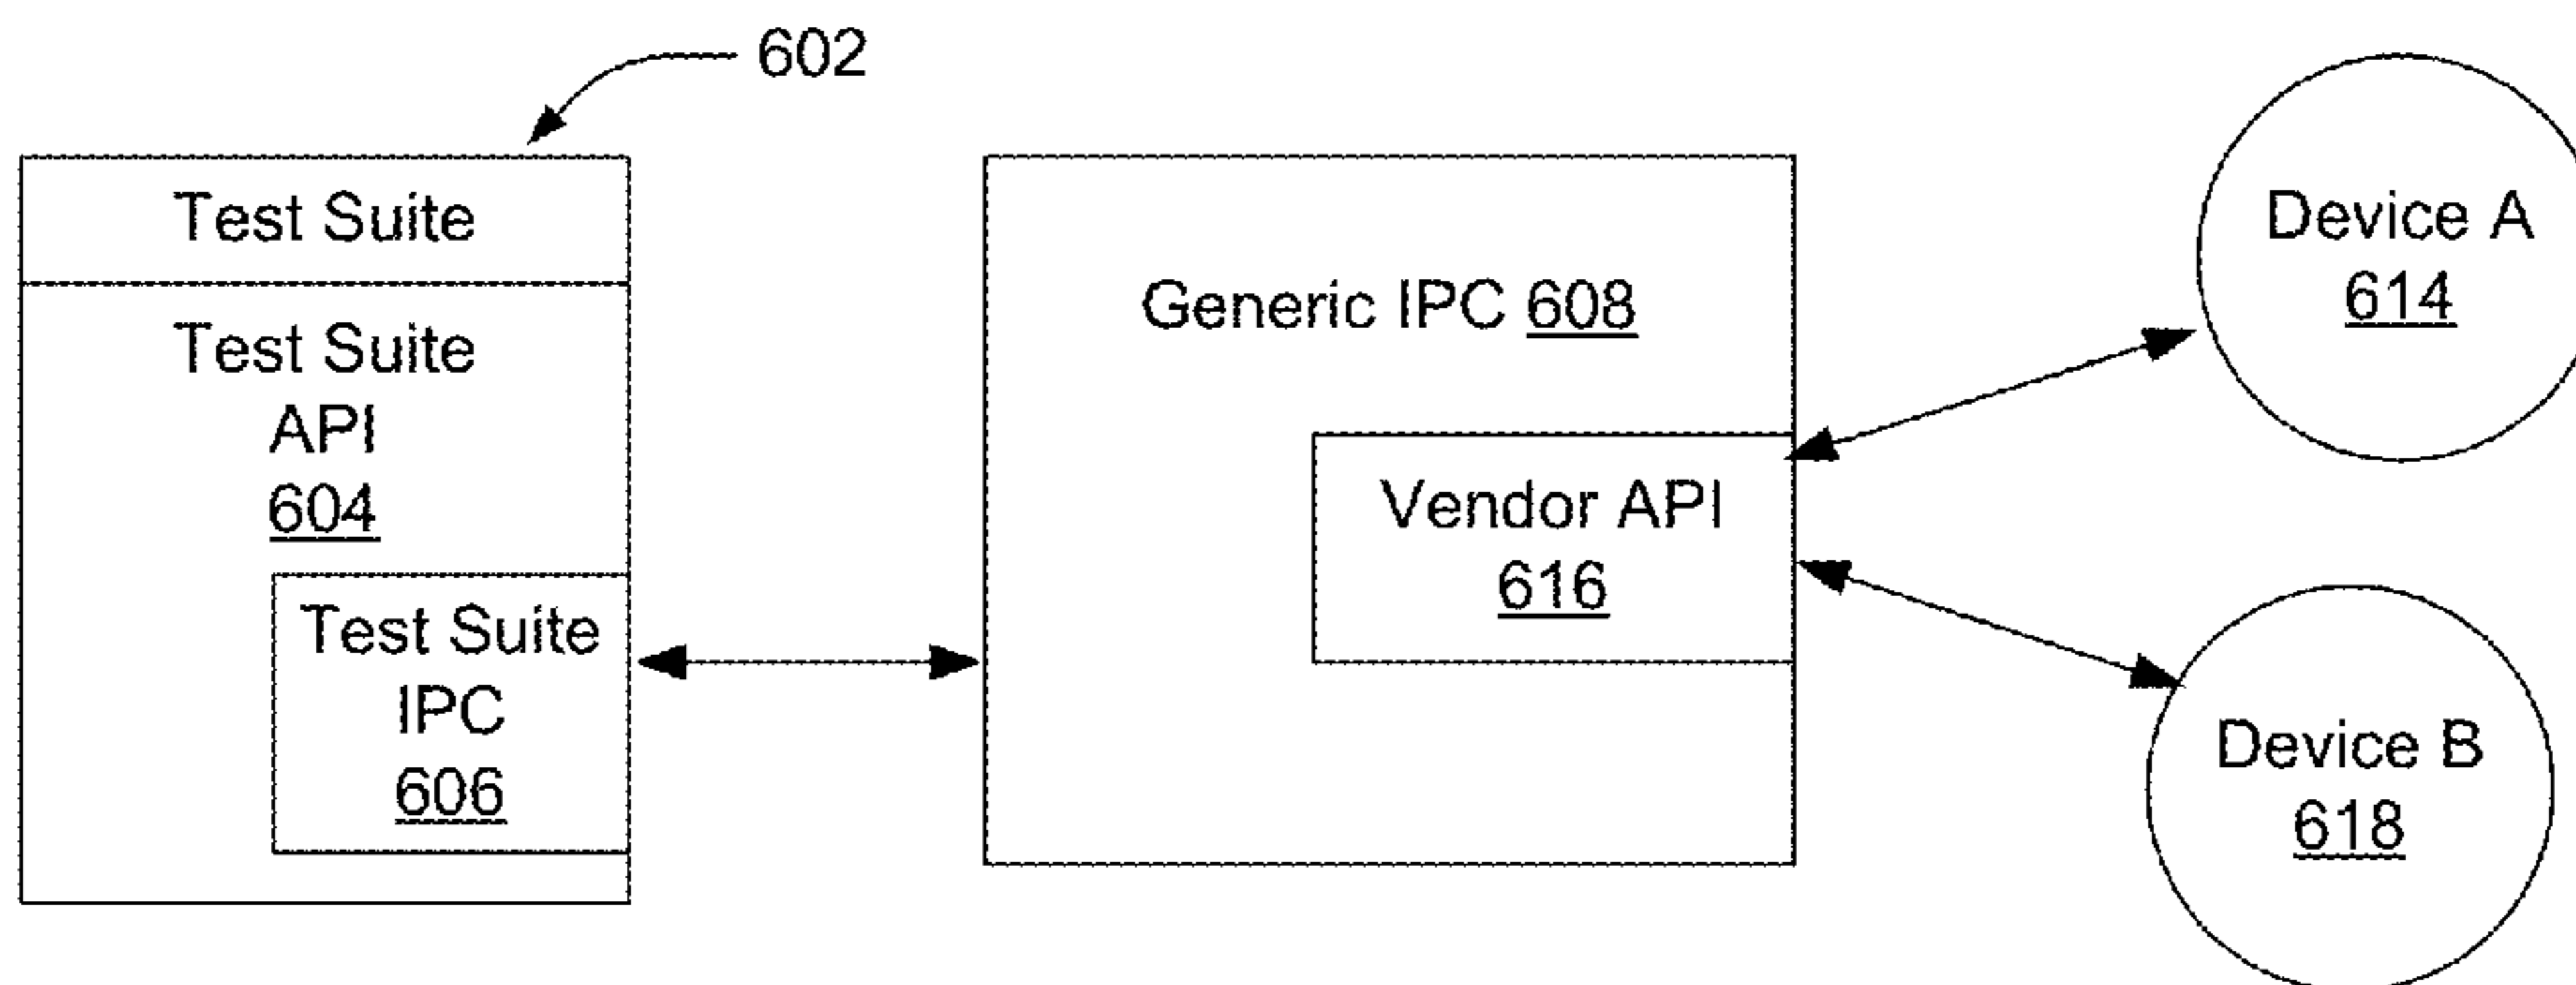 602
Test Suite
Test Suite
API
604
Test Suite
IPC
606
Generic IPC 608
Vendor API
616
Device A
614
Device B
618